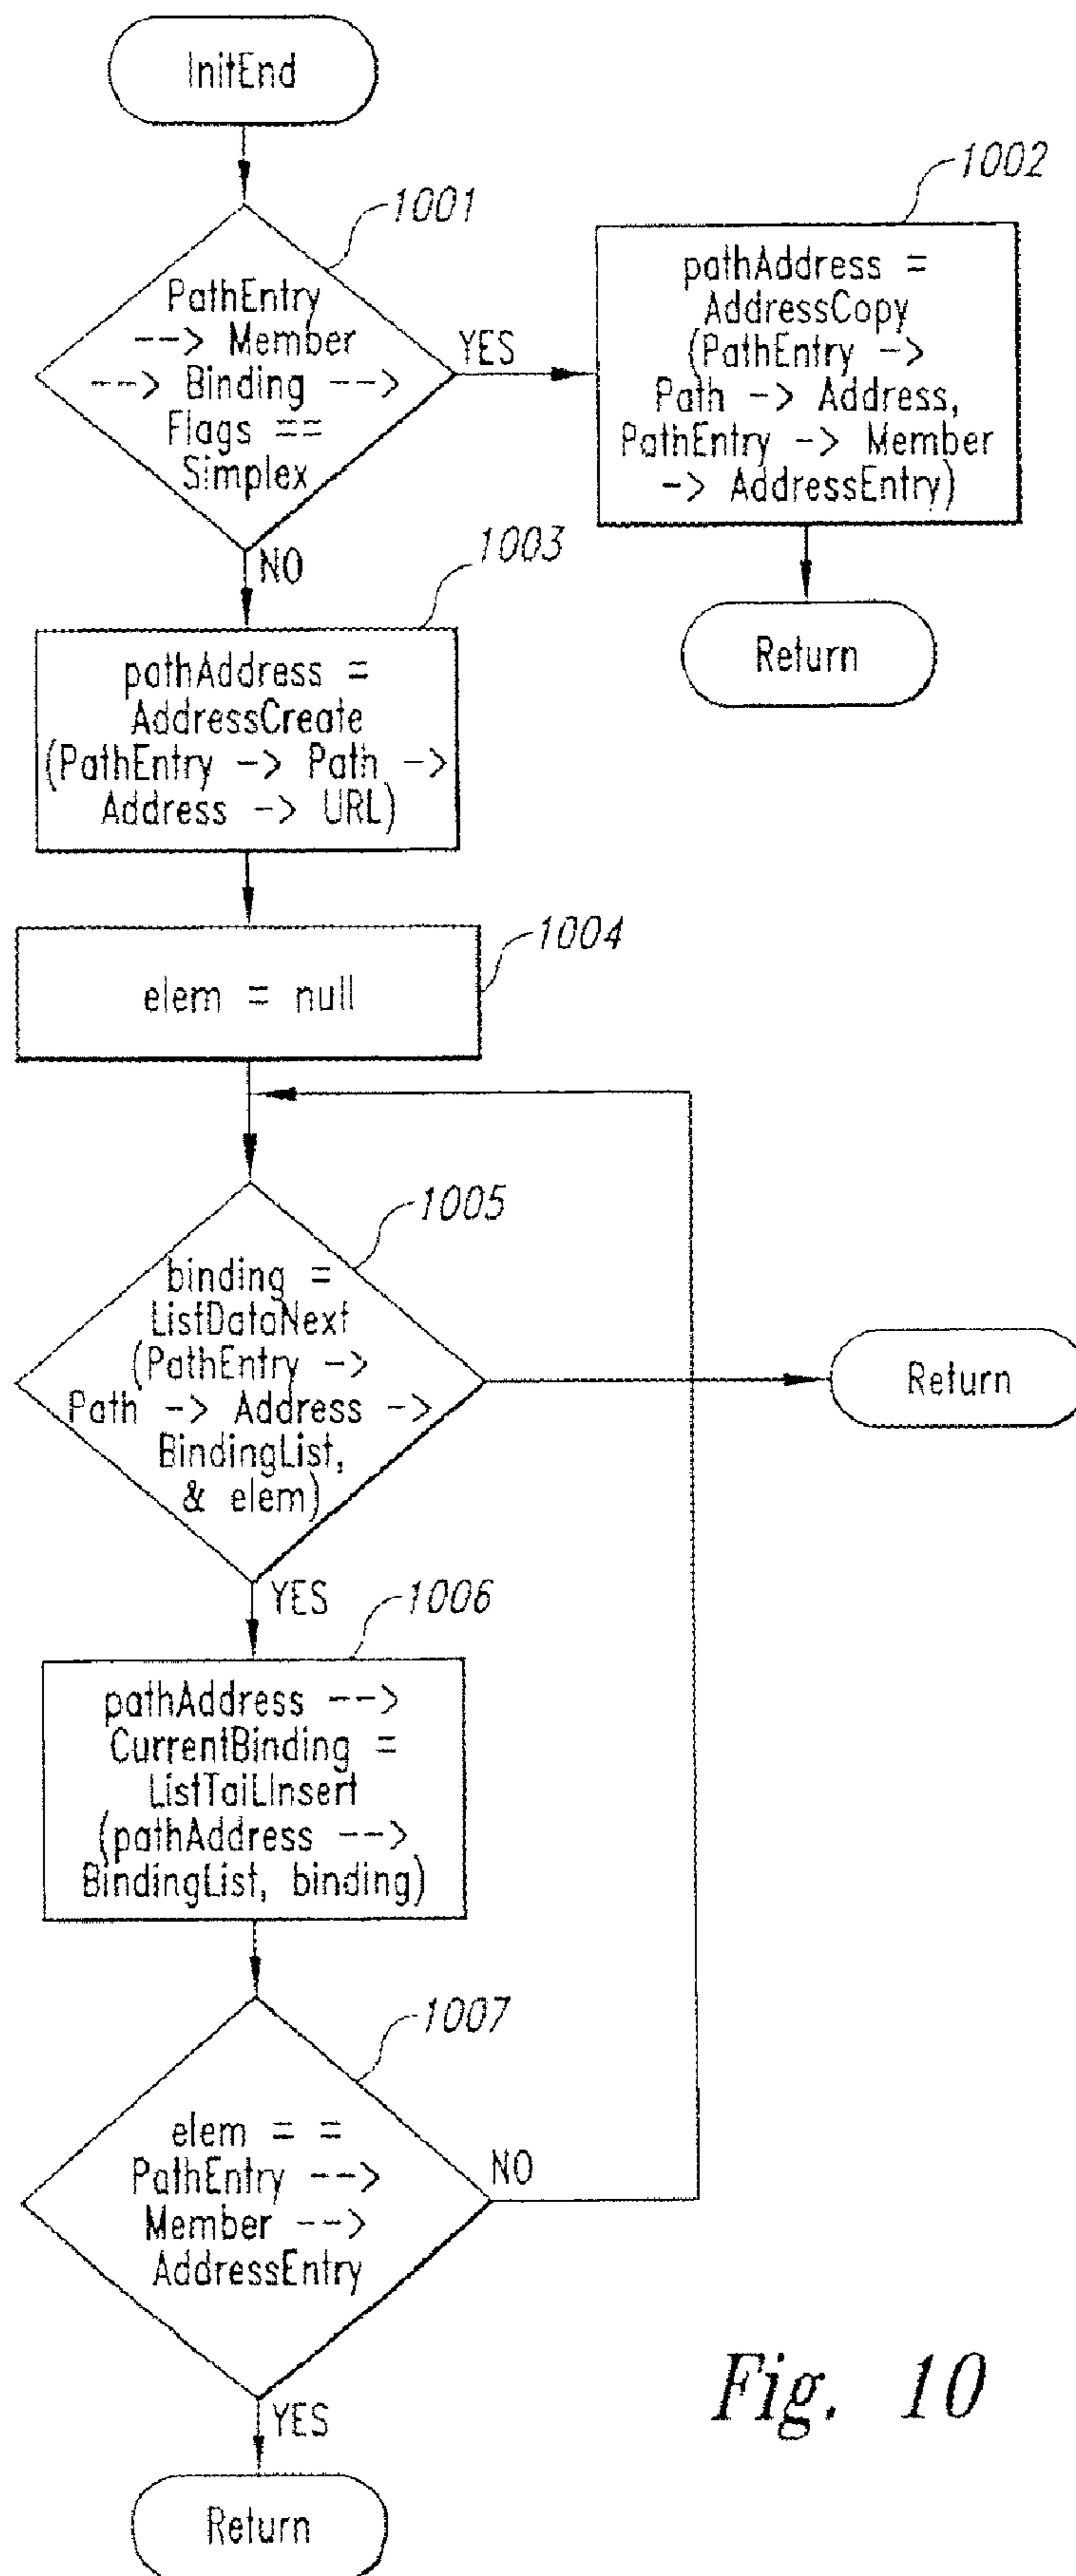 InitEnd
1001
PathEntry
--> Member
--> Binding -->
Flags ==
Simplex
YES
NO
1002
pathAddress =
AddressCopy
(PathEntry ->
Path -> Address,
PathEntry -> Member
-> AddressEntry)
Return
1003
pathAddress =
AddressCreate
(PathEntry -> Path ->
Address -> URL)
1004
elem = null
1005
binding =
ListDataNext
(PathEntry ->
Path -> Address ->
BindingList,
& elem)
Return
YES
1006
pathAddress -->
CurrentBinding =
ListTaiLInsert
(pathAddress -->
BindingList, binding)
1007
elem = =
PathEntry -->
Member -->
AddressEntry
NO
YES
Return
Fig. 10